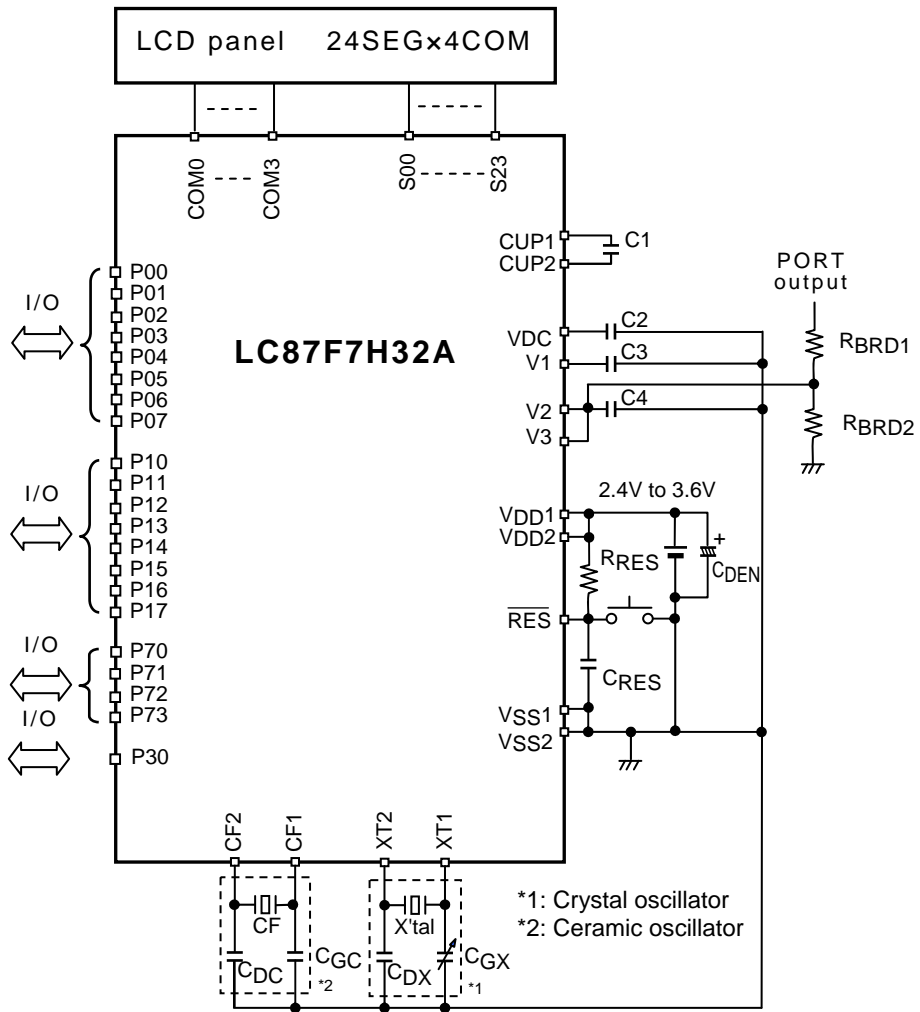 LCD panel 24SEG×4COM
COM0 ---- COM3
S00 ------ S23
CUP1
CUP2
C1
PORT
output
P00
P01
P02
P03
P04
P05
P06
P07
I/O
LC87F7H32A
VDC
C2
V1
C3
V2
C4
V3
RBRD1
RBRD2
P10
P11
P12
P13
P14
P15
P16
P17
I/O
2.4V to 3.6V
VDD1
VDD2
RRES
+
CDEN
RES
CRES
VSS1
VSS2
P70
P71
P72
P73
I/O
I/O
P30
CF2
CF1
XT2
XT1
CF
X'tal
CDC
CGC
*2
CDX
CGX
*1
*1: Crystal oscillator
*2: Ceramic oscillator